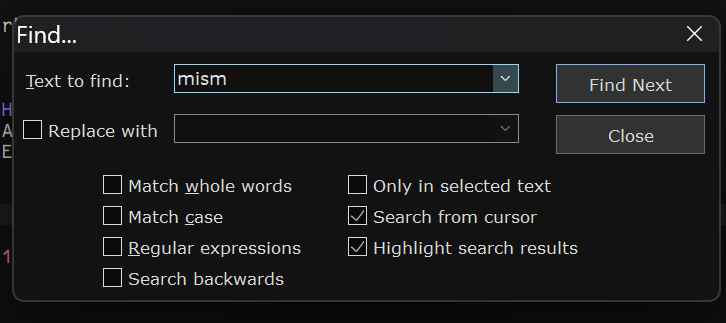 Find...
Text to find: mism Find Next
Replace with Close
Match whole words Only in selected text
Match case Search from cursor
Regular expressions Highlight search results
Search backwards
H
A
E
1